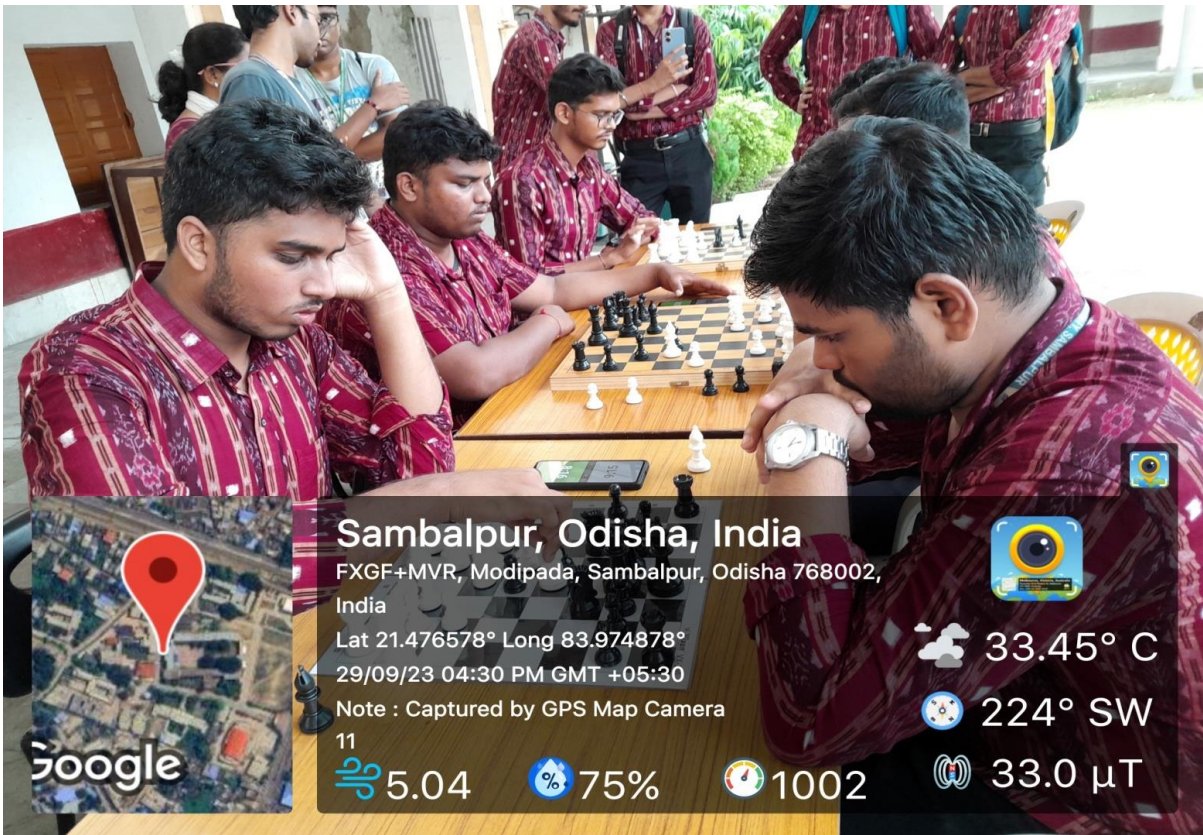 SAMBALPUR
Sambalpur, Odisha, India
FXGF+MVR, Modipada, Sambalpur, Odisha 768002,
India
Lat 21.476578° Long 83.974878°
29/09/23 04:30 PM GMT +05:30
Note : Captured by GPS Map Camera
11
5.04
75%
1002
33.45° C
224° SW
33.0 µT
Google